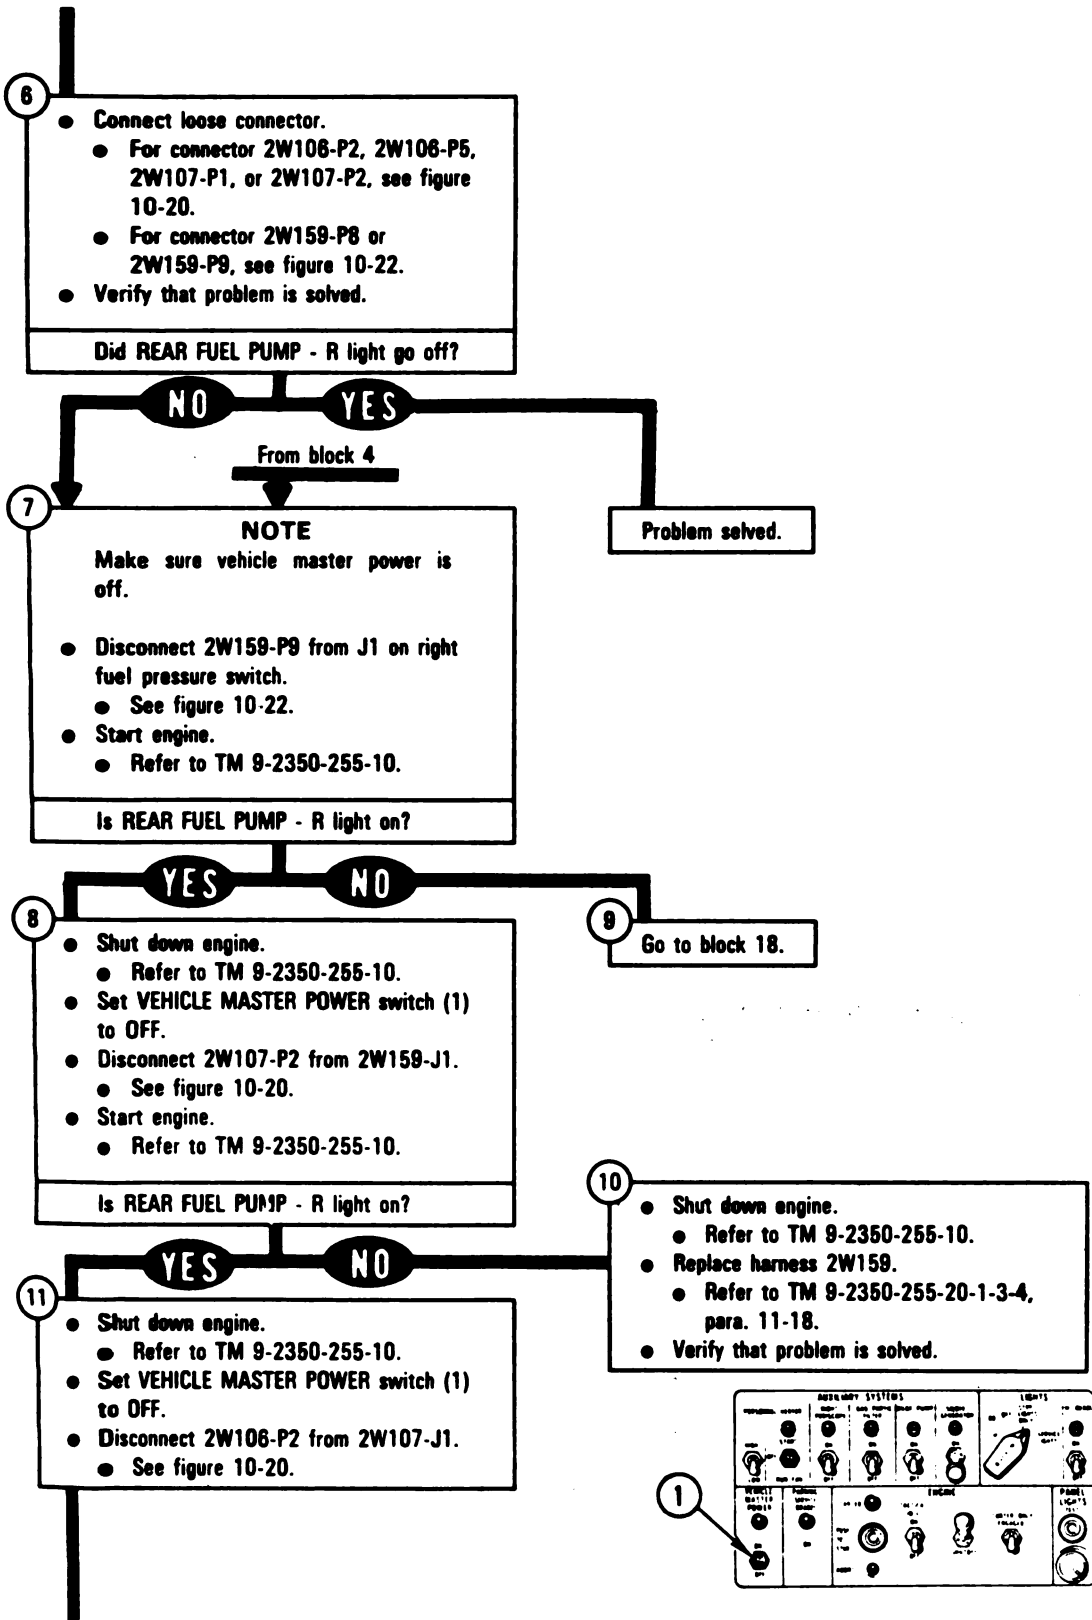 6
● Connect loose connector.
● For connector 2W106-P2, 2W106-P5,
2W107-P1, or 2W107-P2, see figure
10-20.
● For connector 2W159-P8 or
2W159-P9, see figure 10-22.
● Verify that problem is solved.
Did REAR FUEL PUMP - R light go off?
NO
YES
From block 4
7
NOTE
Make sure vehicle master power is
off.
● Disconnect 2W159-P9 from J1 on right
fuel pressure switch.
● See figure 10-22.
● Start engine.
● Refer to TM 9-2350-255-10.
Is REAR FUEL PUMP - R light on?
Problem solved.
YES
NO
8
● Shut down engine.
● Refer to TM 9-2350-255-10.
● Set VEHICLE MASTER POWER switch (1)
to OFF.
● Disconnect 2W107-P2 from 2W159-J1.
● See figure 10-20.
● Start engine.
● Refer to TM 9-2350-255-10.
Is REAR FUEL PUMP - R light on?
9
Go to block 18.
YES
NO
10
● Shut down engine.
● Refer to TM 9-2350-255-10.
● Replace harness 2W159.
● Refer to TM 9-2350-255-20-1-3-4,
para. 11-18.
● Verify that problem is solved.
11
● Shut down engine.
● Refer to TM 9-2350-255-10.
● Set VEHICLE MASTER POWER switch (1)
to OFF.
● Disconnect 2W106-P2 from 2W107-J1.
● See figure 10-20.
AUXILIARY SYSTEMS
LIGHTS
VEHICLE
MASTER
POWER
ENGINE
PANEL
LIGHTS
1